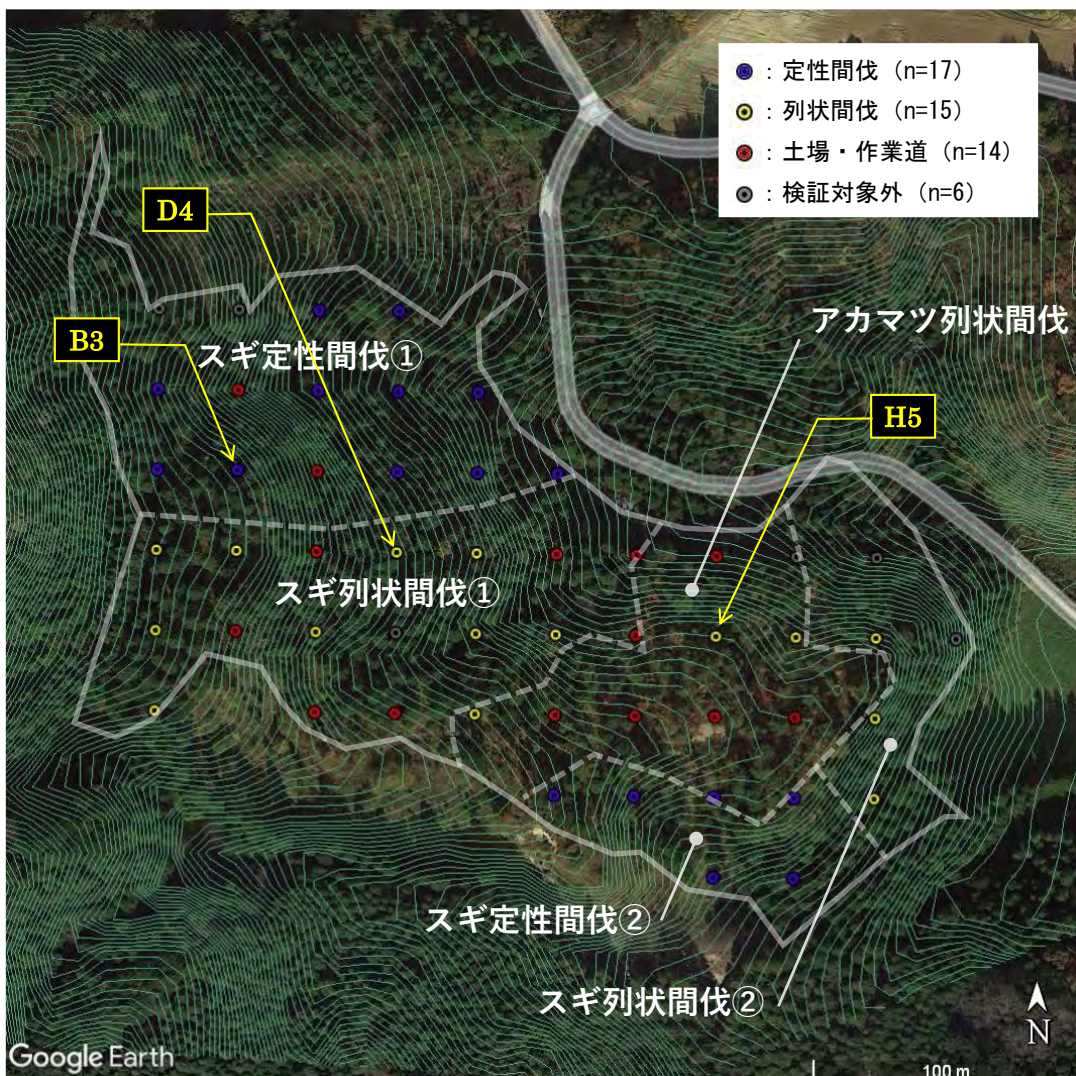 ：定性間伐（n=17）
：列状間伐（n=15）
：土場・作業道（n=14）
：検証対象外（n=6）
D4
アカマツ列状間伐
B3
スギ定性間伐①
H5
スギ列状間伐①
スギ定性間伐②
スギ列状間伐②
N
Google Earth
100 m